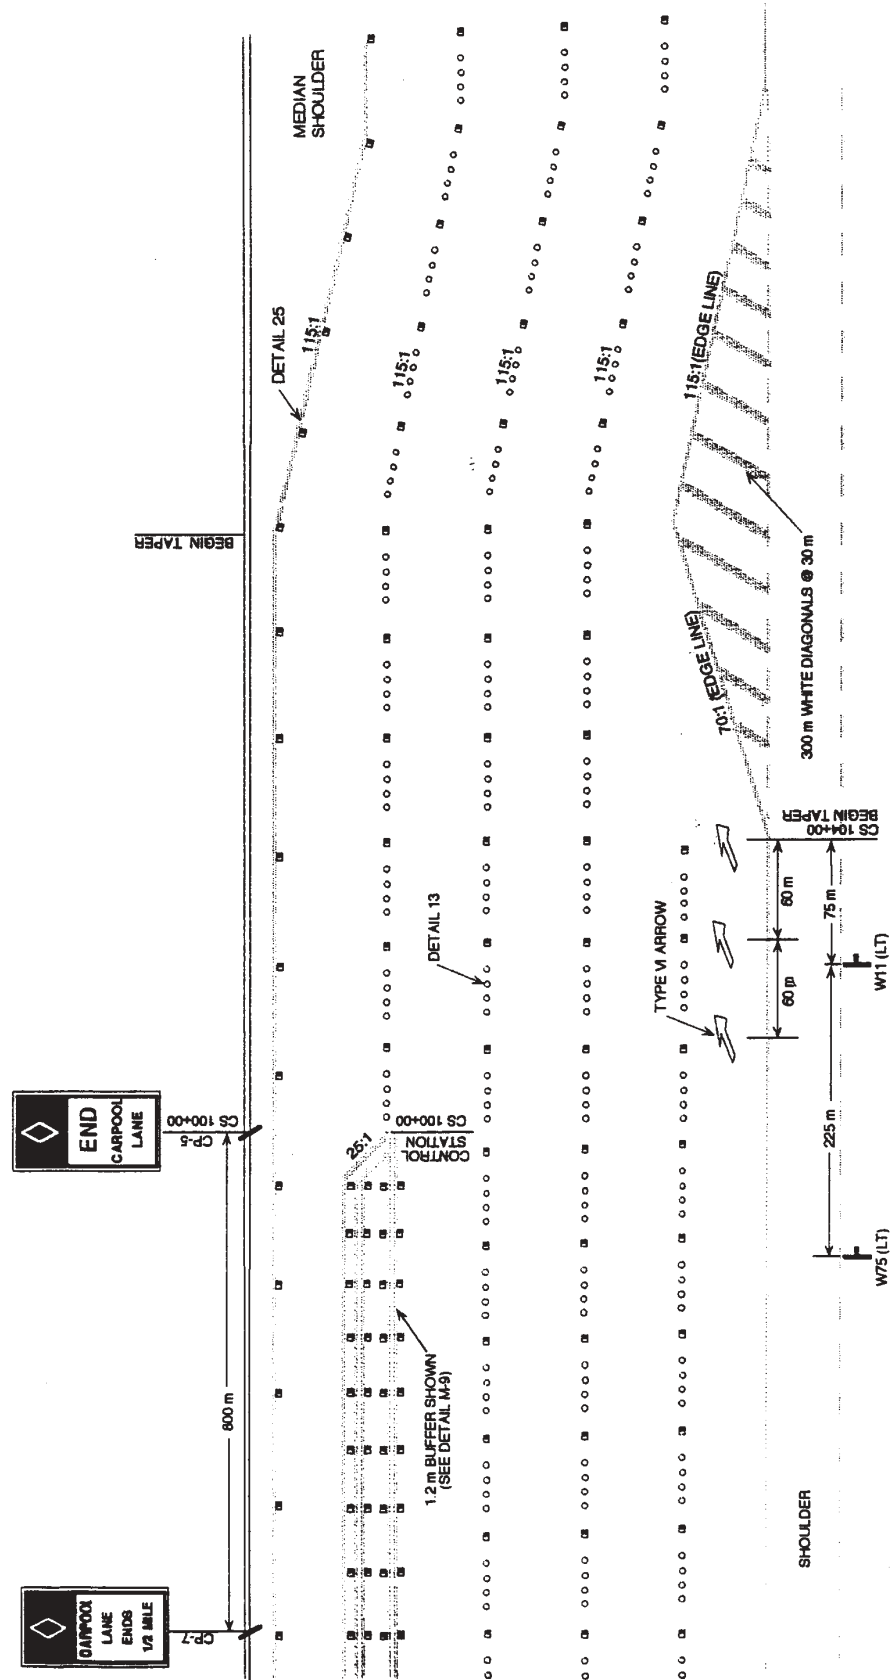 OARPOOL
LANE
ENDS
1/2 MILE
CP-7
800 m
END
CARPOOL
LANE
CP-5
CS 100+00
BEGIN TAPER
MEDIAN
SHOULDER
DETAIL 25
115:1
25:1
CONTROL
STATION
CS 100+00
1.2 m BUFFER SHOWN
(SEE DETAIL M-9)
115:1
115:1
115:1
DETAIL 13
TYPE VI ARROW
70:1 (EDGE LINE)
115:1(EDGE LINE)
300 m WHITE DIAGONALS @ 30 m
CS 104+00
BEGIN TAPER
60 m
60 m
75 m
225 m
W11 (LT)
W75 (LT)
SHOULDER